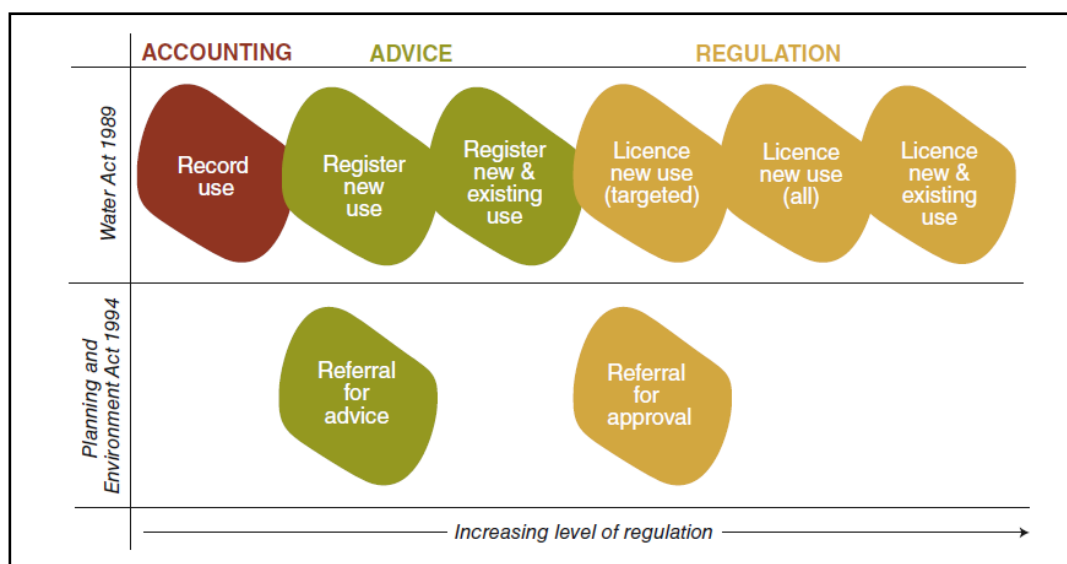 ACCOUNTING
ADVICE
REGULATION
Water Act 1989
Record
use
Register
new
use
Register
new &
existing
use
Licence
new use
(targeted)
Licence
new use
(all)
Licence
new &
existing
use
Planning and
Environment Act 1994
Referral
for
advice
Referral
for
approval
Increasing level of regulation